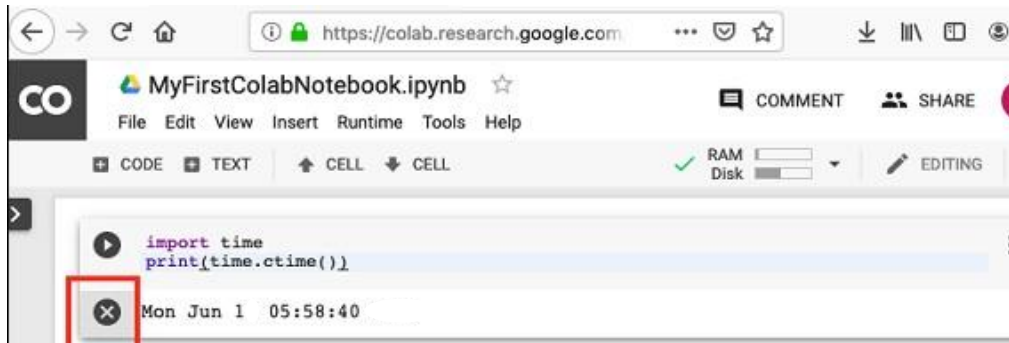 https://colab.research.google.com
CO MyFirstColabNotebook.ipynb
File Edit View Insert Runtime Tools Help
COMMENT SHARE
CODE TEXT CELL CELL
RAM
Disk
EDITING
import time
print(time.ctime())
Mon Jun 1 05:58:40